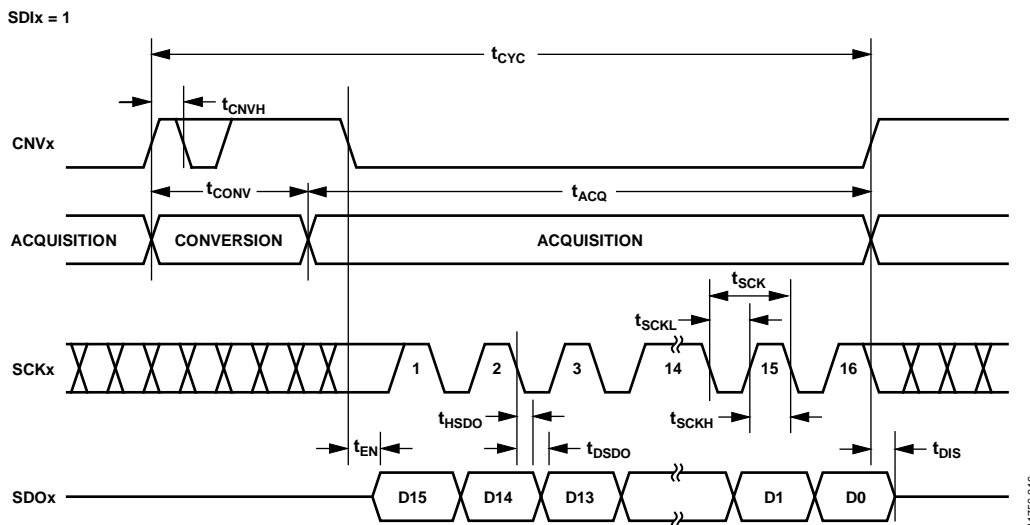 SDIx = 1
tCYC
tCNVH
CNVx
tCONV
tACQ
ACQUISITION
CONVERSION
ACQUISITION
tSCK
tSCKL
SCKx
1
2
3
14
15
16
tHSDO
tSCKH
tEN
tDSDO
tDIS
SDOx
D15
D14
D13
D1
D0